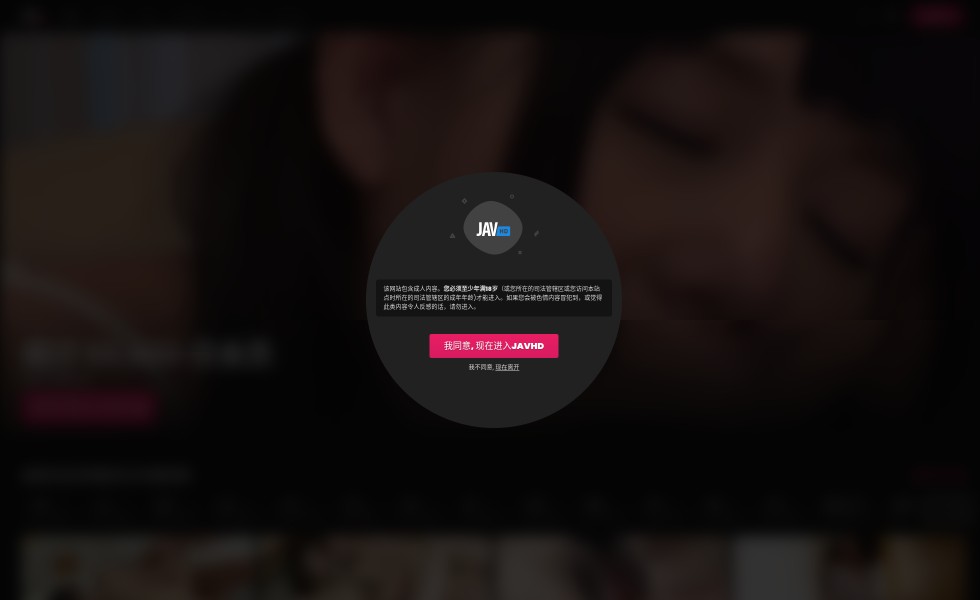 JAV HD
该网站包含成人内容。您必须至少年满18岁（或您所在的司法管辖区或您访问本站
点时所在的司法管辖区的成年年龄)才能进入。如果您会被色情内容冒犯到，或觉得
此类内容令人反感的话，请勿进入。
我同意, 现在进入JAVHD
我不同意, 现在离开